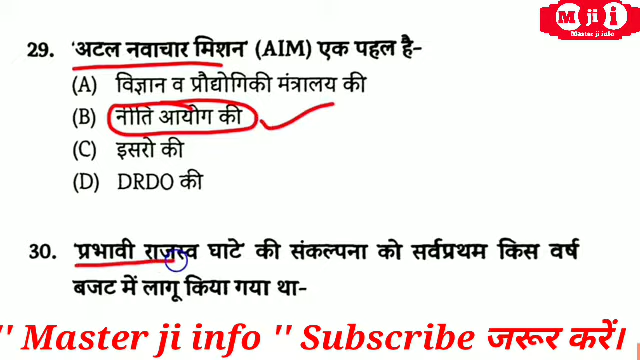 M ji i
Master ji info
29. 'अटल नवाचार मिशन' (AIM) एक पहल है-
(A) विज्ञान व प्रौद्योगिकी मंत्रालय की
(B) नीति आयोग की
(C) इसरो की
(D) DRDO की
30. 'प्रभावी राजस्व घाटे' की संकल्पना को सर्वप्रथम किस वर्ष
बजट में लागू किया गया था-
'' Master ji info '' Subscribe जरूर करें।